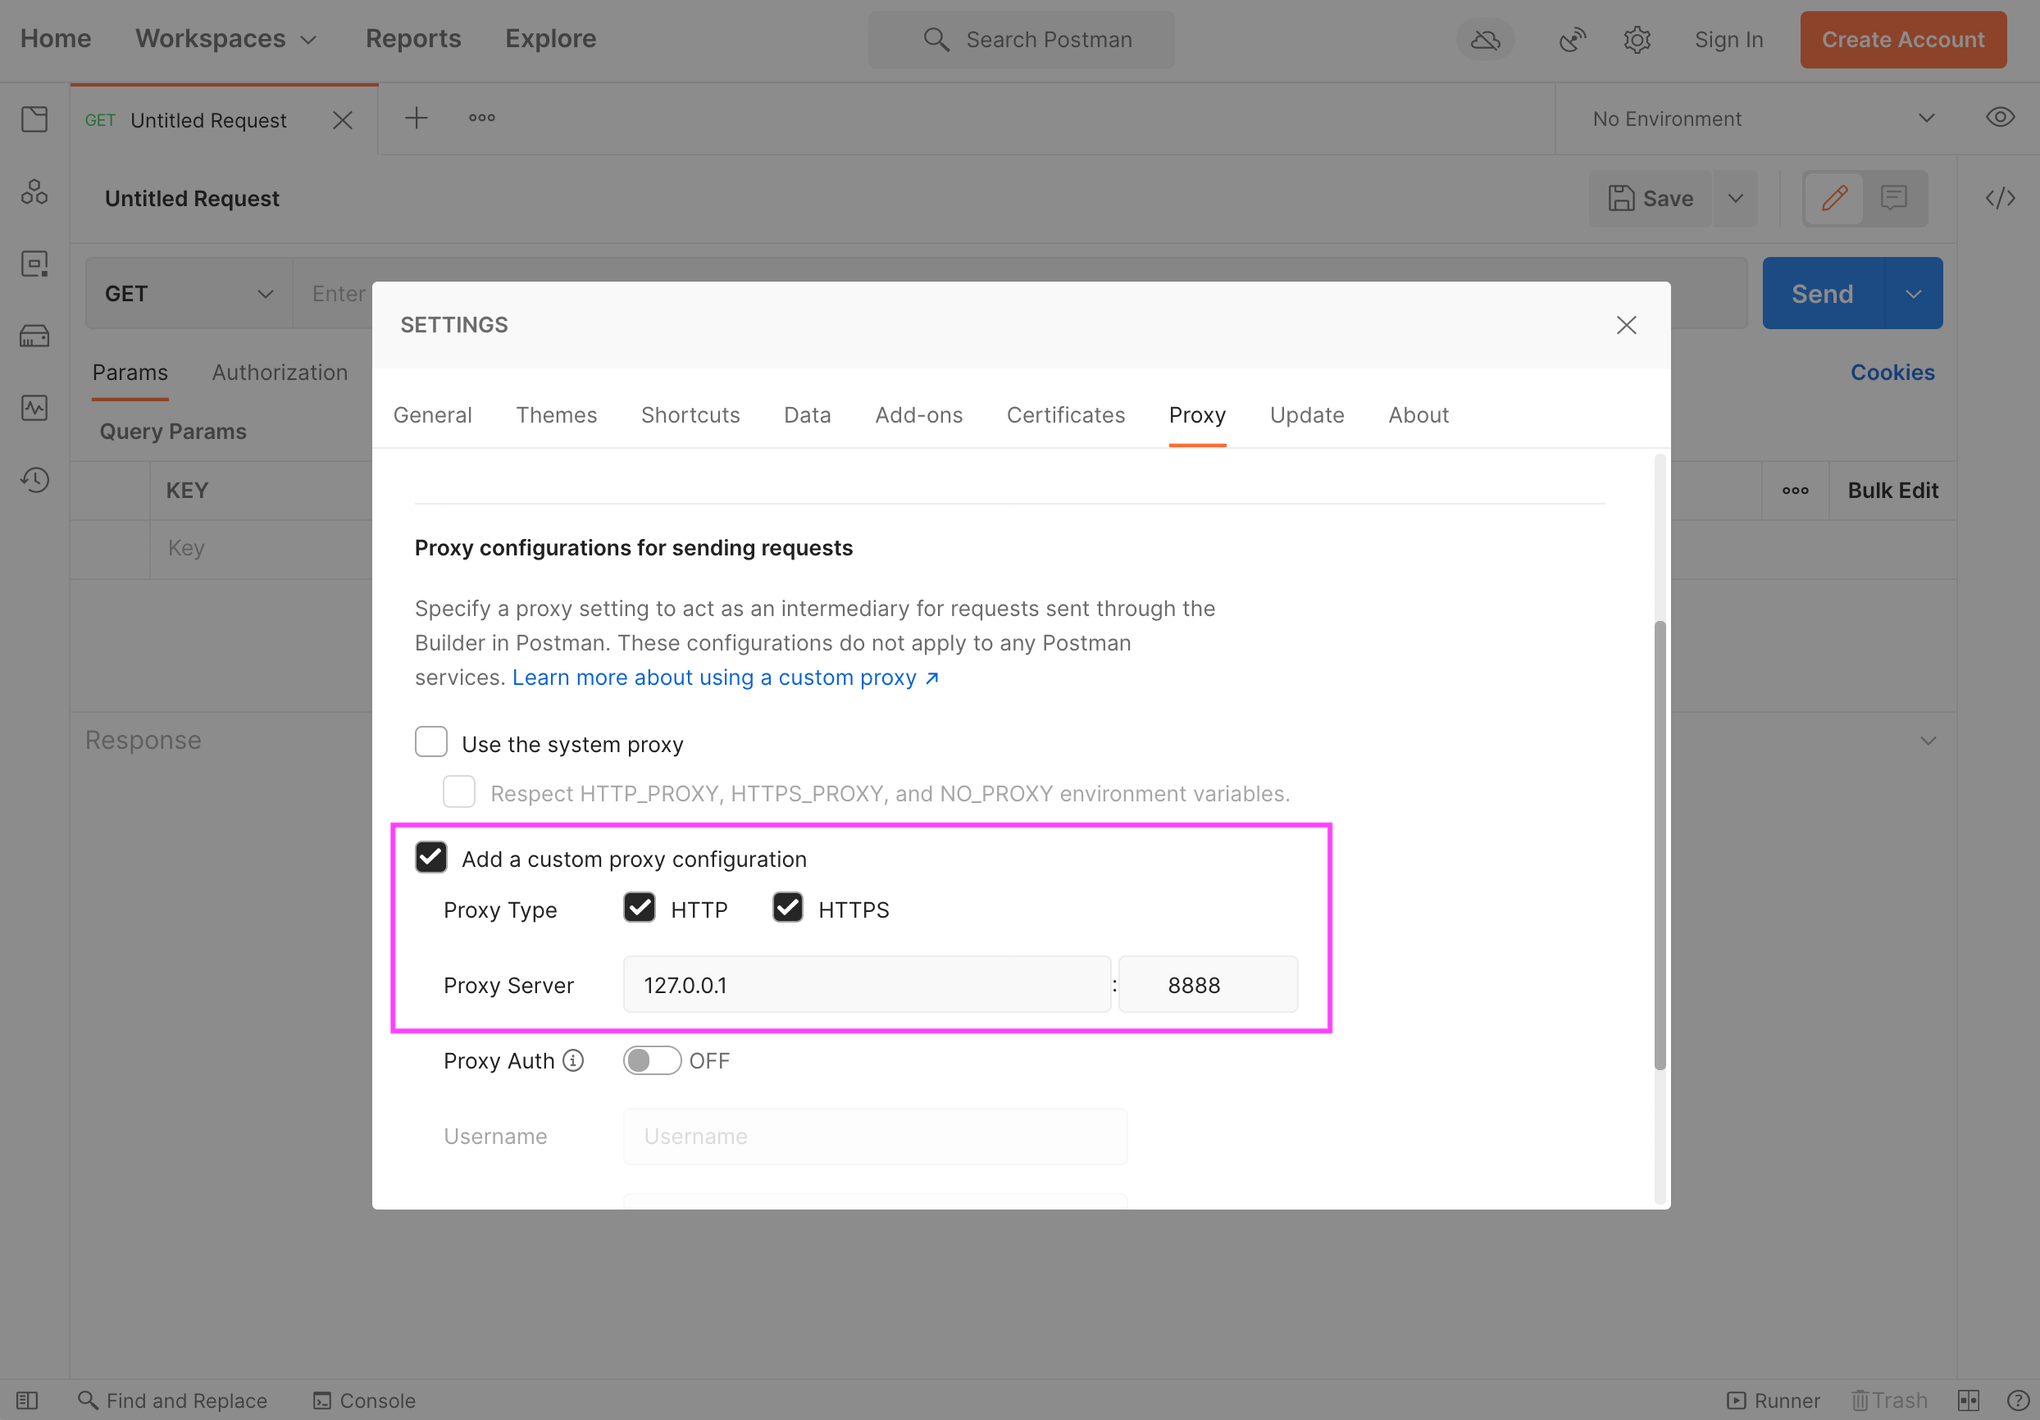 Home Workspaces Reports Explore Search Postman Sign In Create Account
GET Untitled Request No Environment
Untitled Request Save
GET Enter Send
SETTINGS
Params Authorization Cookies
General Themes Shortcuts Data Add-ons Certificates Proxy Update About
Query Params
KEY Bulk Edit
Key
Proxy configurations for sending requests
Specify a proxy setting to act as an intermediary for requests sent through the
Builder in Postman. These configurations do not apply to any Postman
services. Learn more about using a custom proxy ↗
Response
Use the system proxy
Respect HTTP_PROXY, HTTPS_PROXY, and NO_PROXY environment variables.
Add a custom proxy configuration
Proxy Type HTTP HTTPS
Proxy Server 127.0.0.1 : 8888
Proxy Auth OFF
Username Username
Find and Replace Console Runner Trash